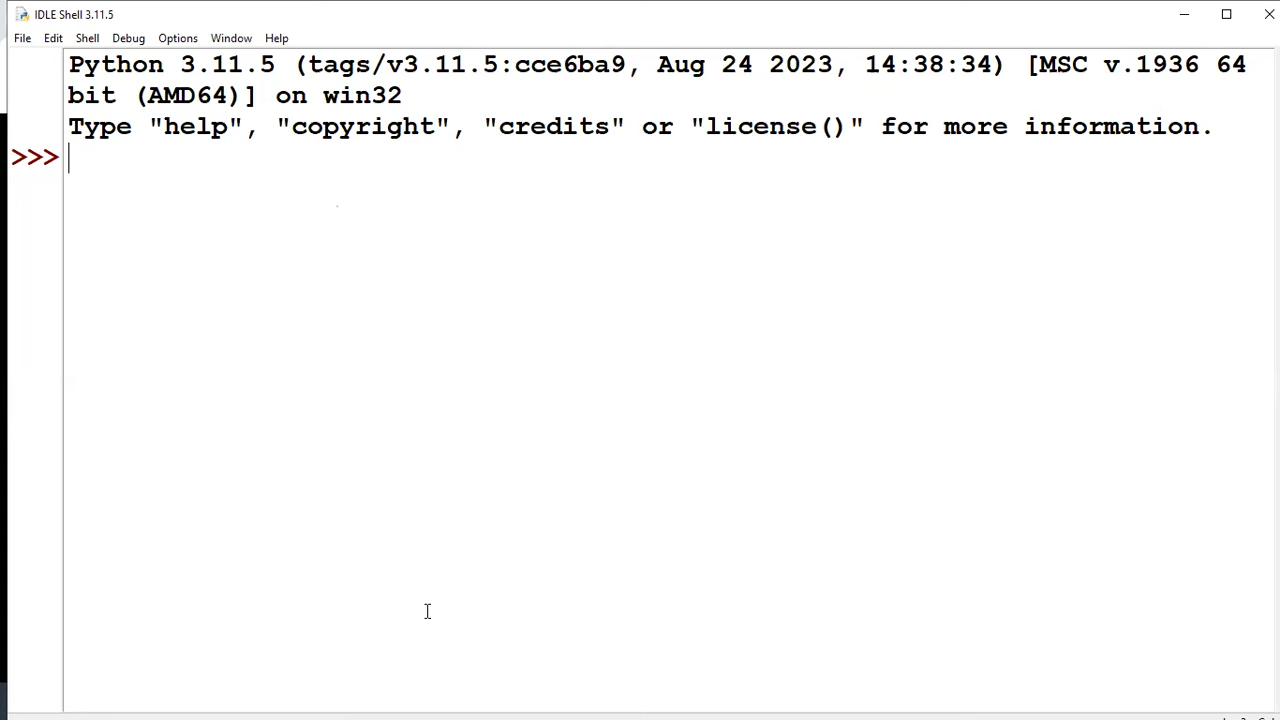 IDLE Shell 3.11.5
File Edit Shell Debug Options Window Help
Python 3.11.5 (tags/v3.11.5:cce6ba9, Aug 24 2023, 14:38:34) [MSC v.1936 64
bit (AMD64)] on win32
Type "help", "copyright", "credits" or "license()" for more information.
>>>